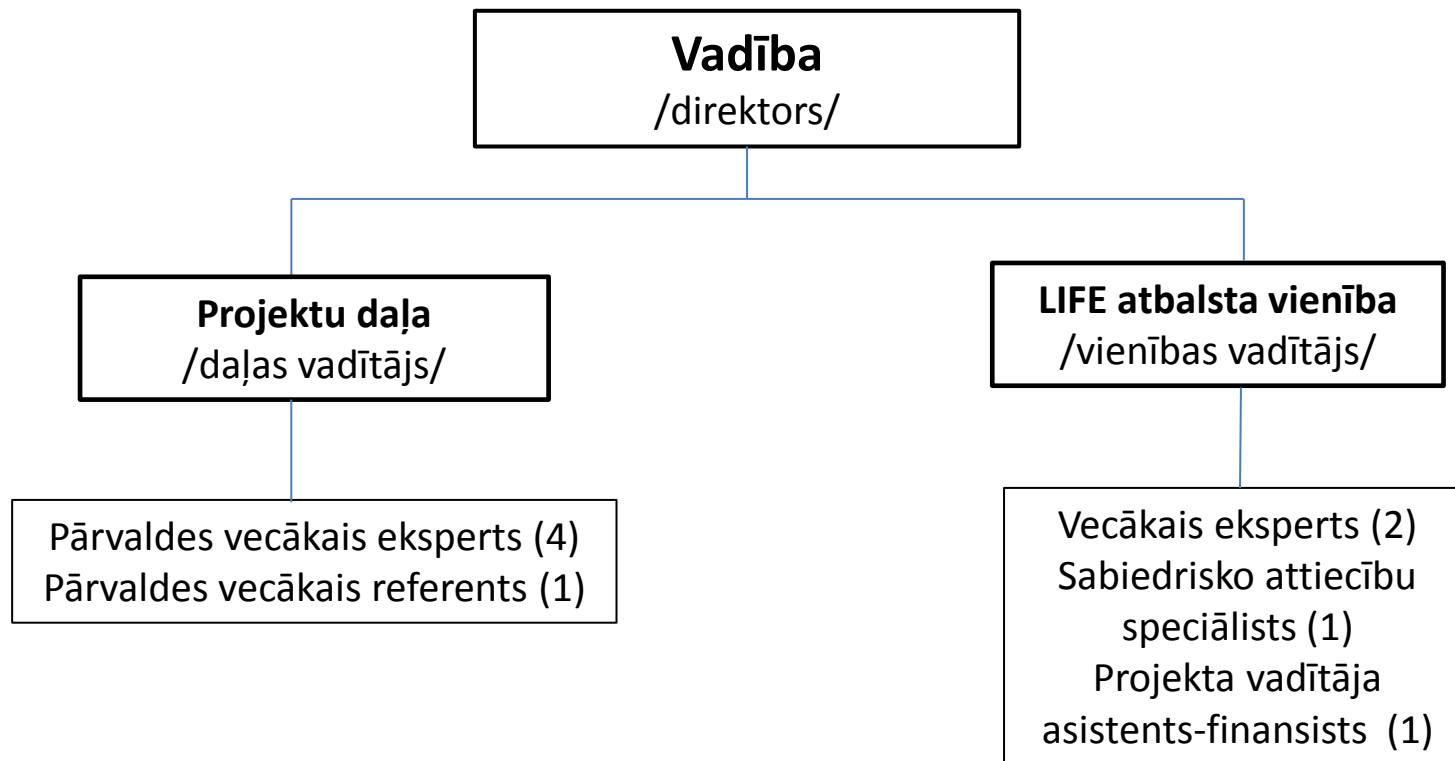 Vadība
/direktors/
Projektu daļa
/daļas vadītājs/
LIFE atbalsta vienība
/vienības vadītājs/
Pārvaldes vecākais eksperts (4)
Pārvaldes vecākais referents (1)
Vecākais eksperts (2)
Sabiedrisko attiecību
speciālists (1)
Projekta vadītāja
asistents-finansists (1)